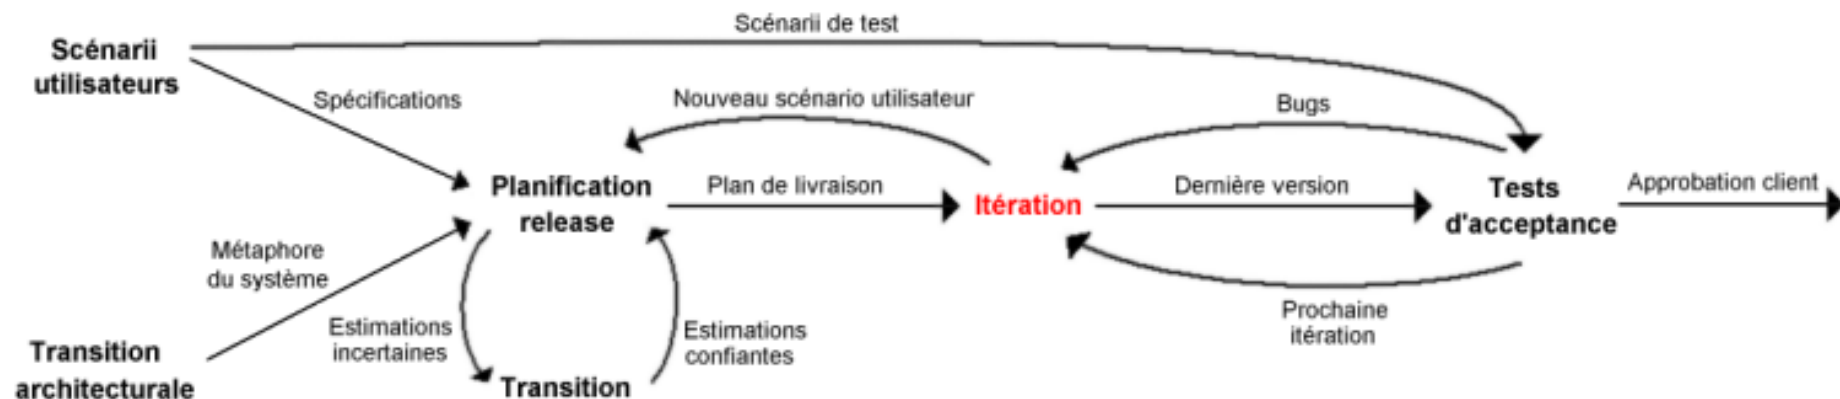 Scénarii de test
Scénarii
utilisateurs
Spécifications
Nouveau scénario utilisateur
Bugs
Planification
release
Plan de livraison
Itération
Dernière version
Tests
d'acceptance
Approbation client
Métaphore
du système
Estimations
incertaines
Estimations
confiantes
Prochaine
itération
Transition
architecturale
Transition